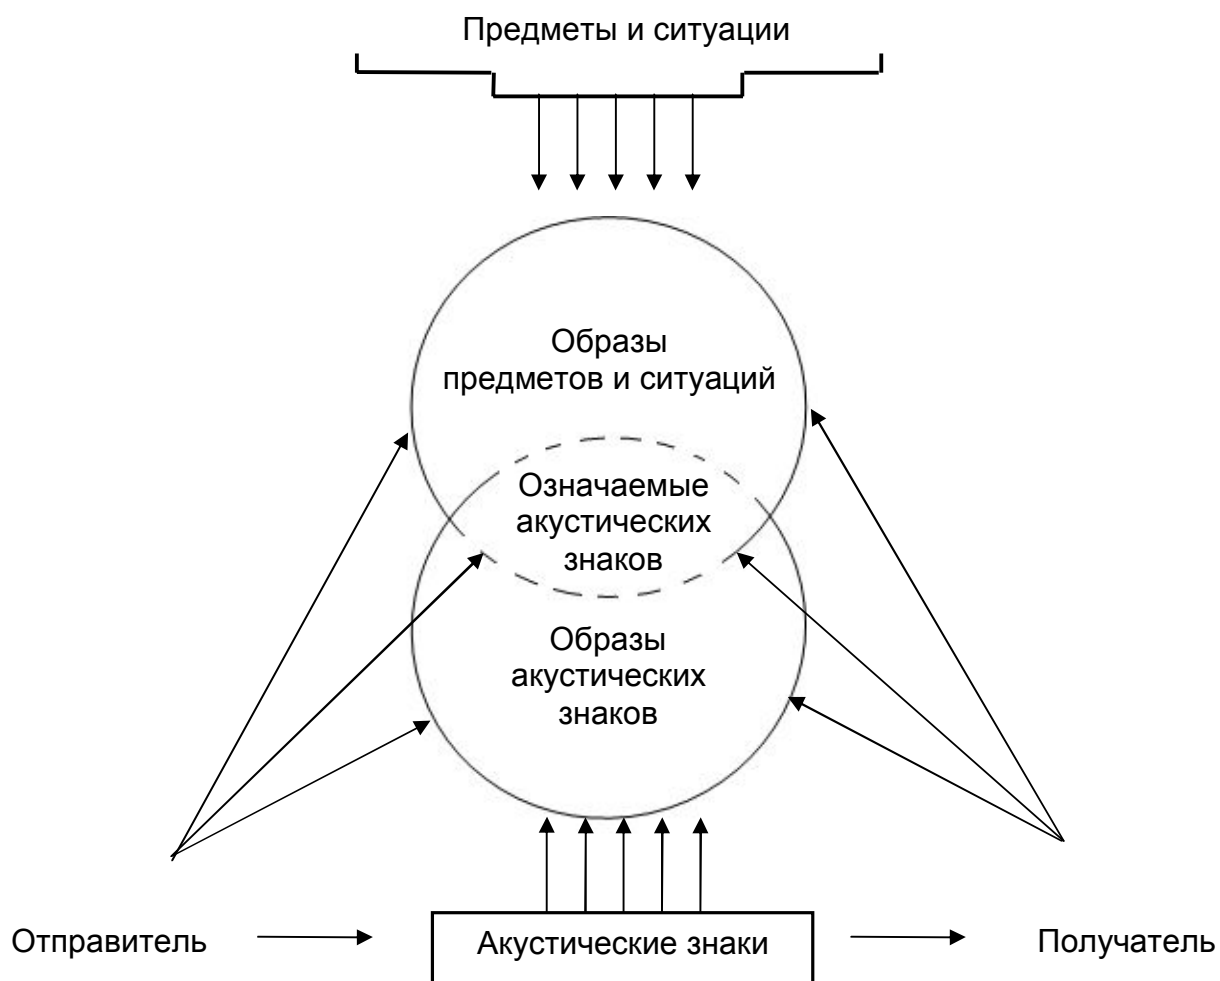 Предметы и ситуации
Образы
предметов и ситуаций
Означаемые
акустических
знаков
Образы
акустических
знаков
Отправитель
Акустические знаки
Получатель